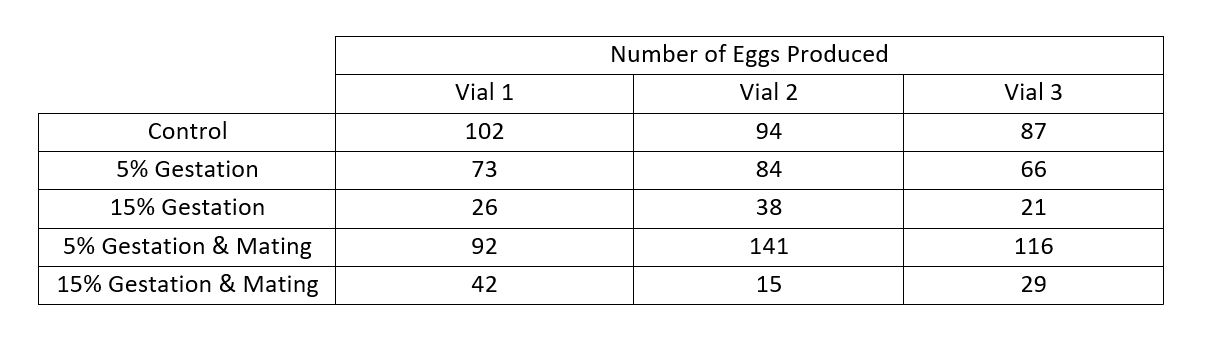 Number of Eggs Produced
Vial 1 Vial 2 Vial 3
Control 102 94 87
5% Gestation 73 84 66
15% Gestation 26 38 21
5% Gestation & Mating 92 141 116
15% Gestation & Mating 42 15 29